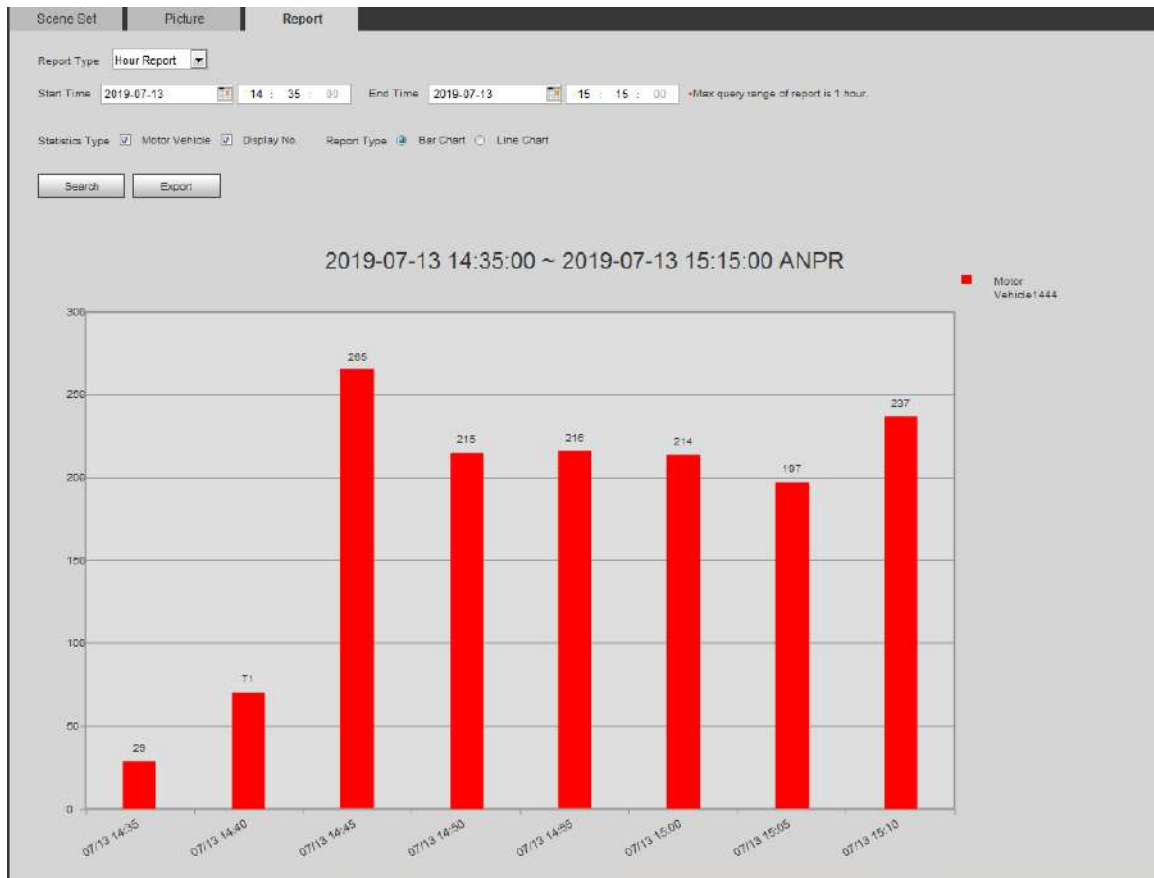 Scene Set Picture Report
Report Type Hour Report
Start Time 2019-07-13 14 : 35 : 00 End Time 2019-07-13 15 : 15 : 00 *Max query range of report is 1 hour.
Statistics Type Motor Vehicle Display No. Report Type Bar Chart Line Chart
Search Export
2019-07-13 14:35:00 ~ 2019-07-13 15:15:00 ANPR
Motor
Vehicle1444
300
265
250
237
215
216
214
200
197
150
100
71
50
29
0
07/13 14:35 07/13 14:40 07/13 14:45 07/13 14:50 07/13 14:55 07/13 15:00 07/13 15:05 07/13 15:10